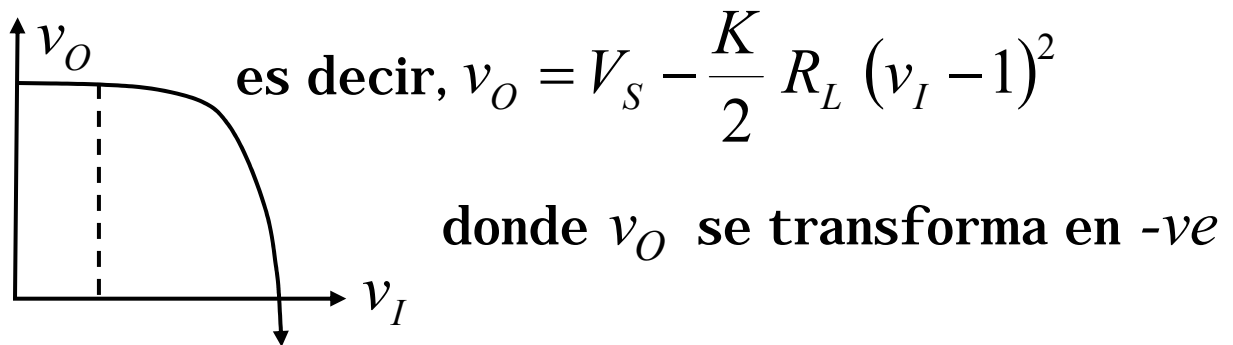 v_O
es decir, v_O = V_S − K/2 R_L (v_I − 1)²
donde v_O se transforma en -ve
v_I